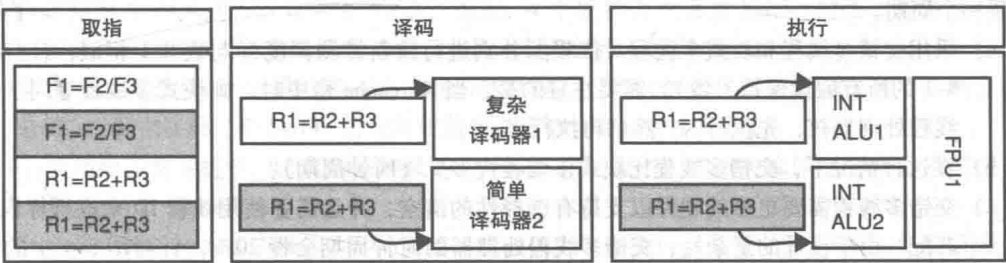 取指
译码
执行
F1=F2/F3
F1=F2/F3
R1=R2+R3
R1=R2+R3
R1=R2+R3
复杂
译码器1
R1=R2+R3
简单
译码器2
R1=R2+R3
INT
ALU1
R1=R2+R3
INT
ALU2
FPU1